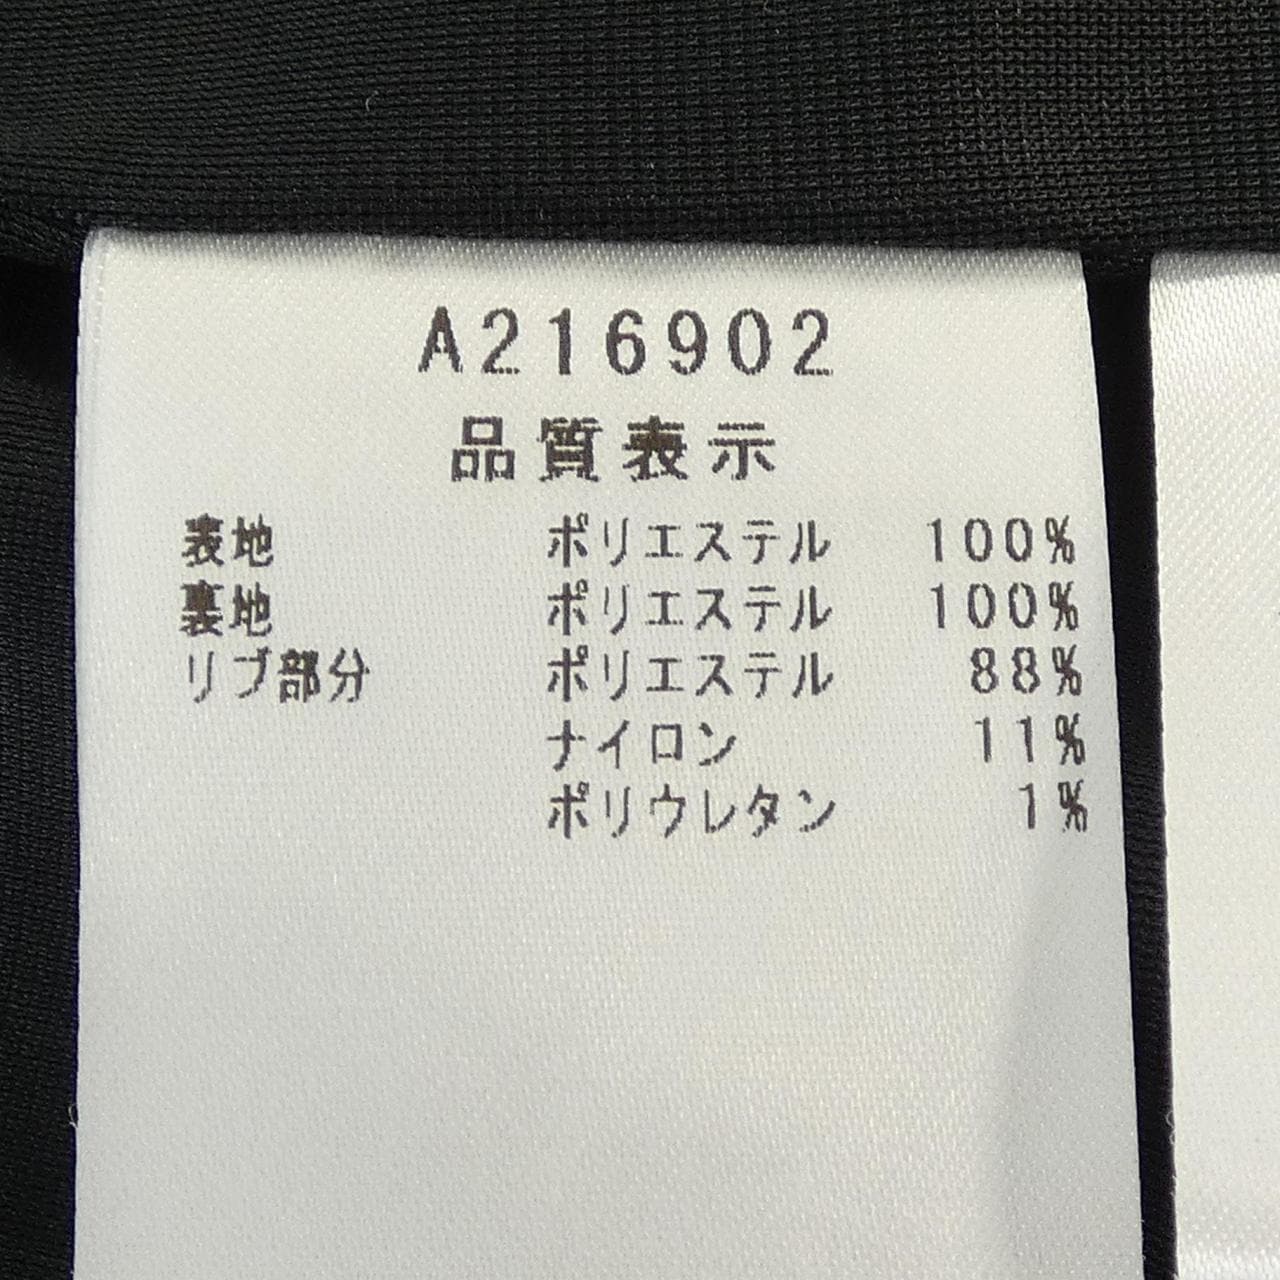 A216902
品質表示
表地 ポリエステル 100%
裏地 ポリエステル 100%
リブ部分 ポリエステル 88%
ナイロン 11%
ポリウレタン 1%